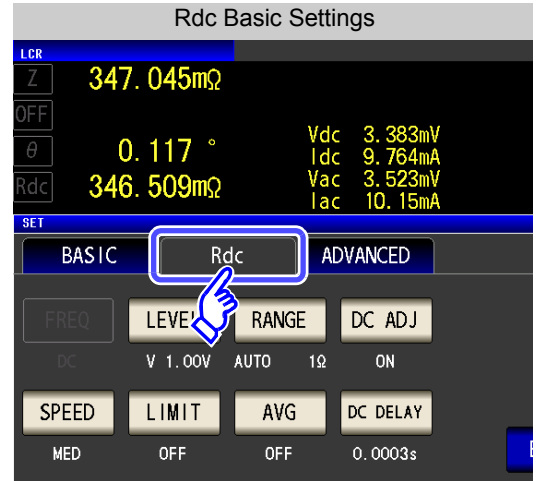 Rdc Basic Settings
LCR
Z 347.045mΩ
OFF
θ 0.117 °
Rdc 346.509mΩ
Vdc 3.383mV
Idc 9.764mA
Vac 3.523mV
Iac 10.15mA
SET
BASIC Rdc ADVANCED
FREQ LEVEL RANGE DC ADJ
DC V 1.00V AUTO 1Ω ON
SPEED LIMIT AVG DC DELAY
MED OFF OFF 0.0003s